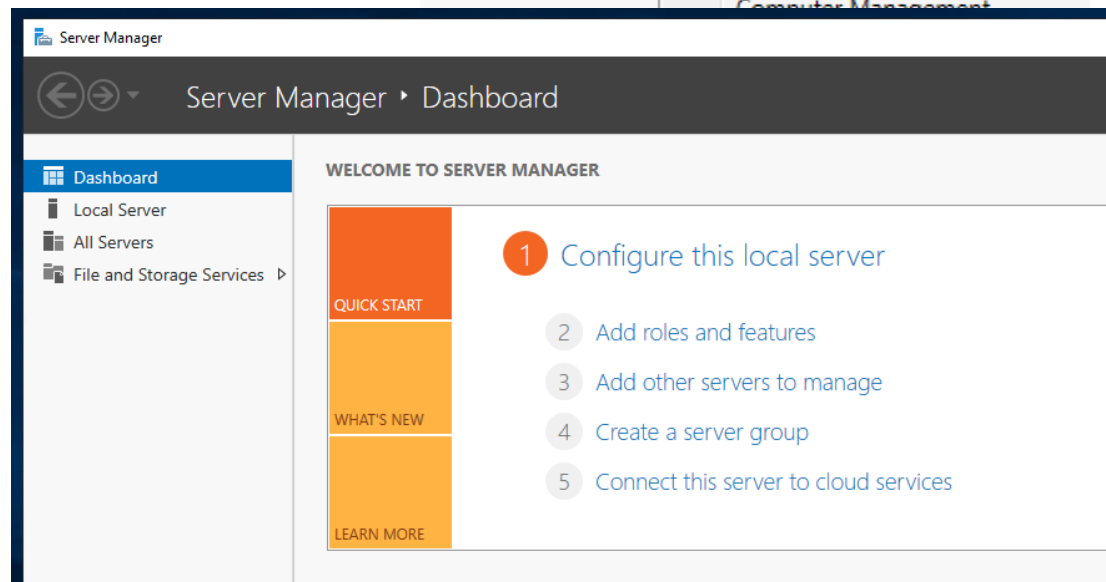 Computer Management
Server Manager
Server Manager ‣ Dashboard
Dashboard
Local Server
All Servers
File and Storage Services
WELCOME TO SERVER MANAGER
QUICK START
WHAT'S NEW
LEARN MORE
1 Configure this local server
2 Add roles and features
3 Add other servers to manage
4 Create a server group
5 Connect this server to cloud services